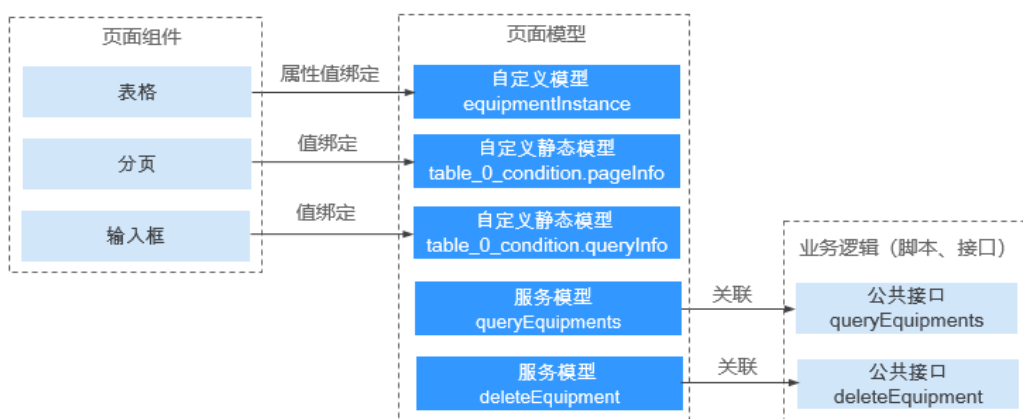 页面组件
表格
分页
输入框
属性值绑定
值绑定
值绑定
页面模型
自定义模型
equipmentInstance
自定义静态模型
table_0_condition.pageInfo
自定义静态模型
table_0_condition.queryInfo
服务模型
queryEquipments
服务模型
deleteEquipment
关联
关联
业务逻辑（脚本、接口）
公共接口
queryEquipments
公共接口
deleteEquipment